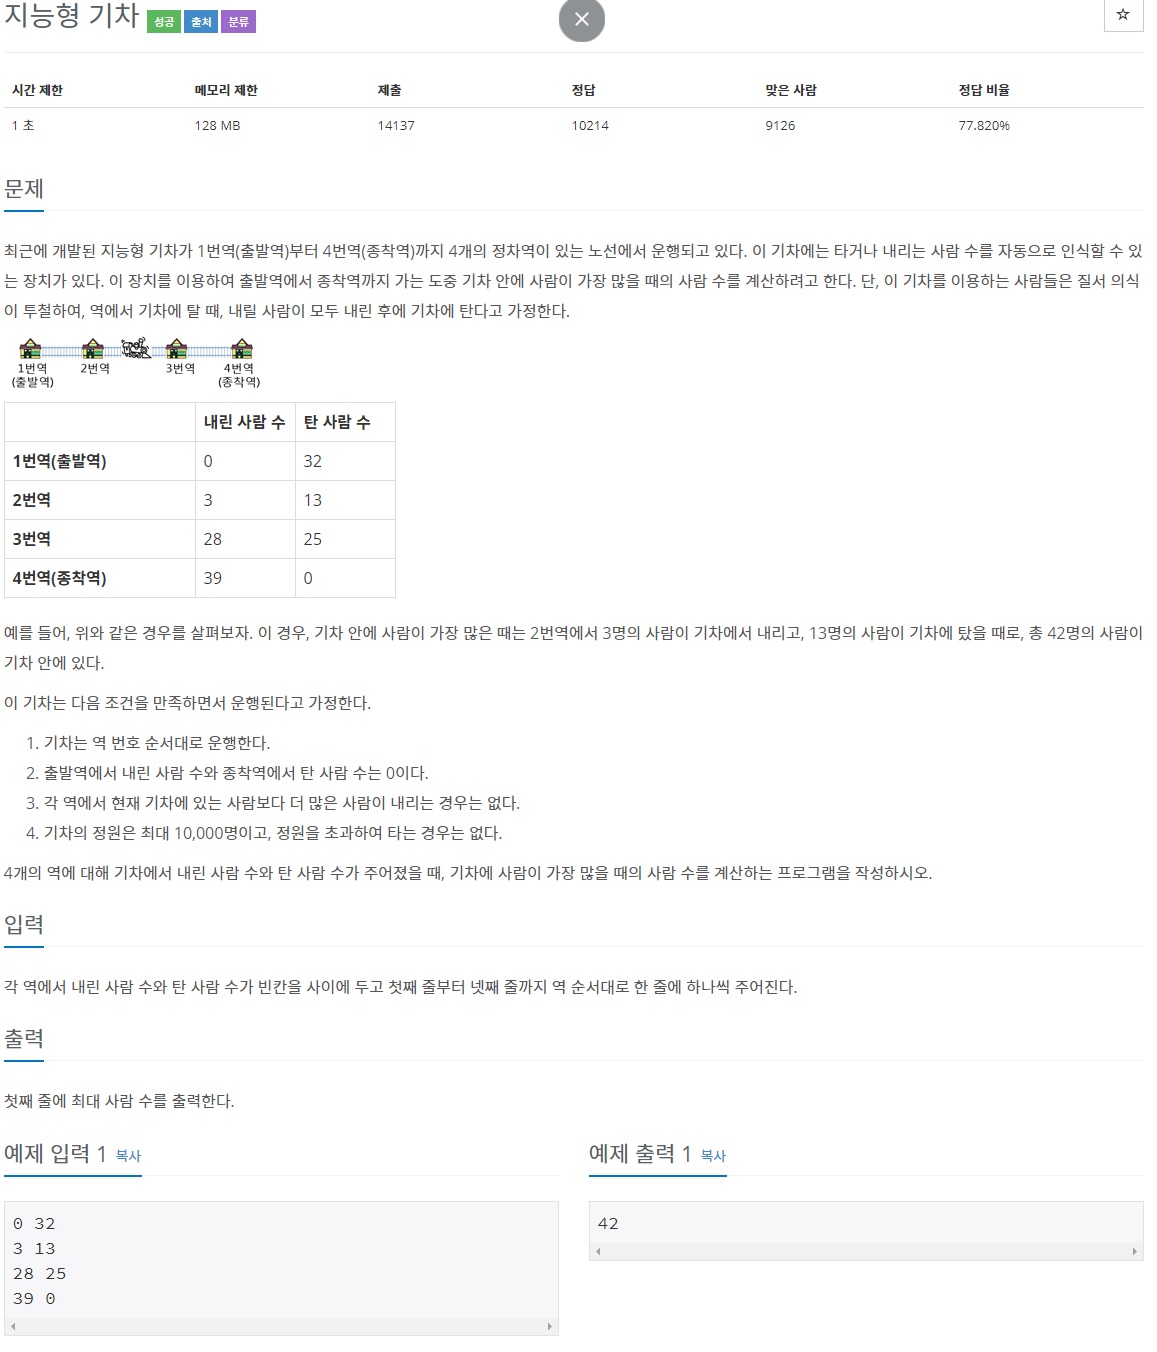 지능형 기차 성공 출처 분류
시간 제한 메모리 제한 제출 정답 맞은 사람 정답 비율
1 초 128 MB 14137 10214 9126 77.820%
문제
최근에 개발된 지능형 기차가 1번역(출발역)부터 4번역(종착역)까지 4개의 정차역이 있는 노선에서 운행되고 있다. 이 기차에는 타거나 내리는 사람 수를 자동으로 인식할 수 있
는 장치가 있다. 이 장치를 이용하여 출발역에서 종착역까지 가는 도중 기차 안에 사람이 가장 많을 때의 사람 수를 계산하려고 한다. 단, 이 기차를 이용하는 사람들은 질서 의식
이 투철하여, 역에서 기차에 탈 때, 내릴 사람이 모두 내린 후에 기차에 탄다고 가정한다.
1번역 2번역 3번역 4번역
(출발역) (종착역)
내린 사람 수 탄 사람 수
1번역(출발역) 0 32
2번역 3 13
3번역 28 25
4번역(종착역) 39 0
예를 들어, 위와 같은 경우를 살펴보자. 이 경우, 기차 안에 사람이 가장 많은 때는 2번역에서 3명의 사람이 기차에서 내리고, 13명의 사람이 기차에 탔을 때로, 총 42명의 사람이
기차 안에 있다.
이 기차는 다음 조건을 만족하면서 운행된다고 가정한다.
1. 기차는 역 번호 순서대로 운행한다.
2. 출발역에서 내린 사람 수와 종착역에서 탄 사람 수는 0이다.
3. 각 역에서 현재 기차에 있는 사람보다 더 많은 사람이 내리는 경우는 없다.
4. 기차의 정원은 최대 10,000명이고, 정원을 초과하여 타는 경우는 없다.
4개의 역에 대해 기차에서 내린 사람 수와 탄 사람 수가 주어졌을 때, 기차에 사람이 가장 많을 때의 사람 수를 계산하는 프로그램을 작성하시오.
입력
각 역에서 내린 사람 수와 탄 사람 수가 빈칸을 사이에 두고 첫째 줄부터 넷째 줄까지 역 순서대로 한 줄에 하나씩 주어진다.
출력
첫째 줄에 최대 사람 수를 출력한다.
예제 입력 1 복사
0 32
3 13
28 25
39 0
예제 출력 1 복사
42